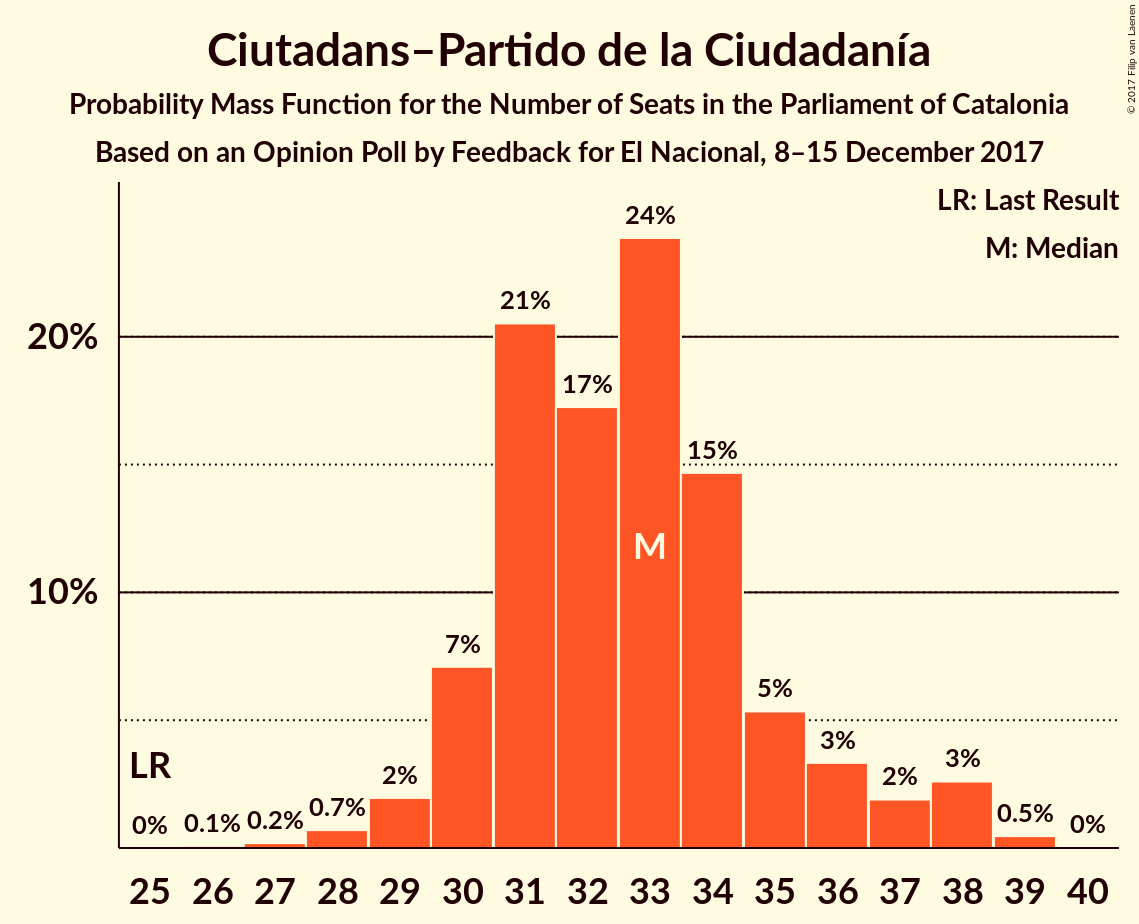 Ciutadans–Partido de la Ciudadanía
Probability Mass Function for the Number of Seats in the Parliament of Catalonia
Based on an Opinion Poll by Feedback for El Nacional, 8–15 December 2017
© 2017 Filip van Laenen
LR: Last Result
M: Median
24%
21%
20%
17%
15%
M
10%
7%
5%
3%
LR
2%
2%
3%
0%
0.1%
0.2%
0.7%
0.5%
0%
25 26 27 28 29 30 31 32 33 34 35 36 37 38 39 40